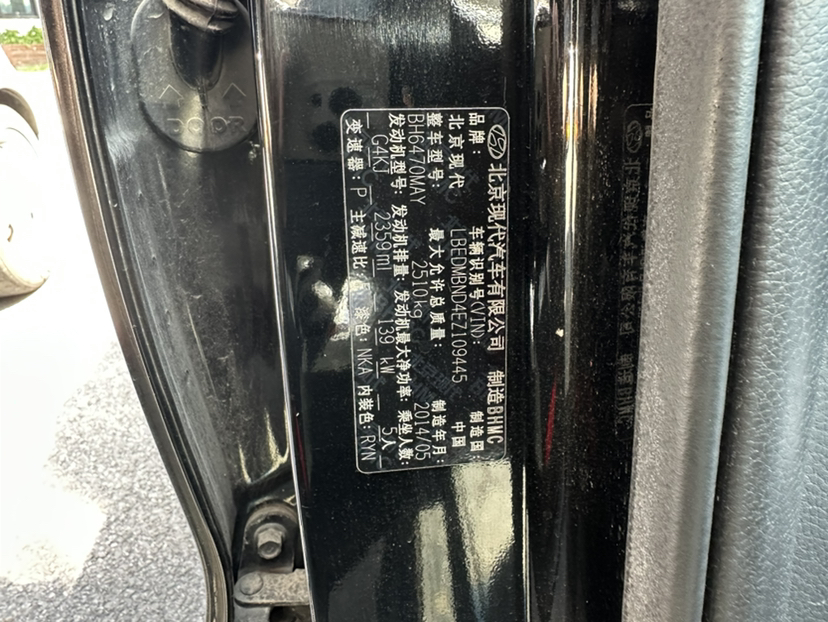 北京现代汽车有限公司 制造BHMC
品牌: 车辆识别号(VIN): 制造国:
北京现代 LBEDMBND4EZ109445 中国
整车型号: 最大允许总质量: 制造年月:
BH6470MAY 2510kg 2014/05
发动机型号: 发动机排量: 发动机最大净功率: 乘坐人数:
G4KJ 2359ml 139 kW 5人
变速器: P 主减速比: 漆色: NKA 内装色: RYN
DOOR